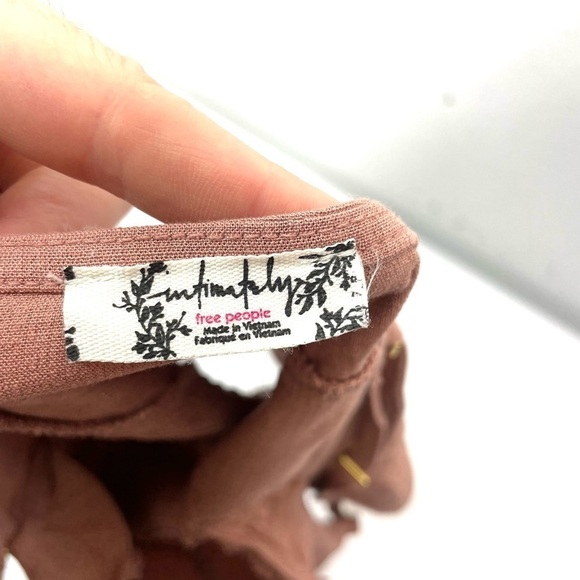 intimately
free people
Made in Vietnam
Fabriqué en Vietnam